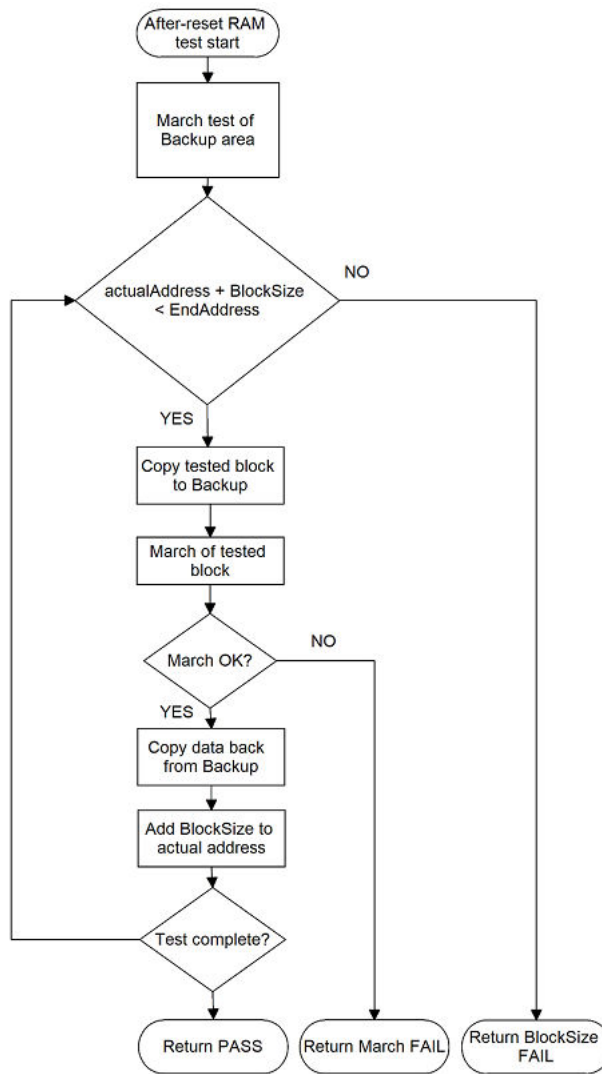 After-reset RAM
test start
March test of
Backup area
actualAddress + BlockSize
< EndAddress
NO
YES
Copy tested block
to Backup
March of tested
block
March OK?
NO
YES
Copy data back
from Backup
Add BlockSize to
actual address
Test complete?
Return PASS
Return March FAIL
Return BlockSize
FAIL